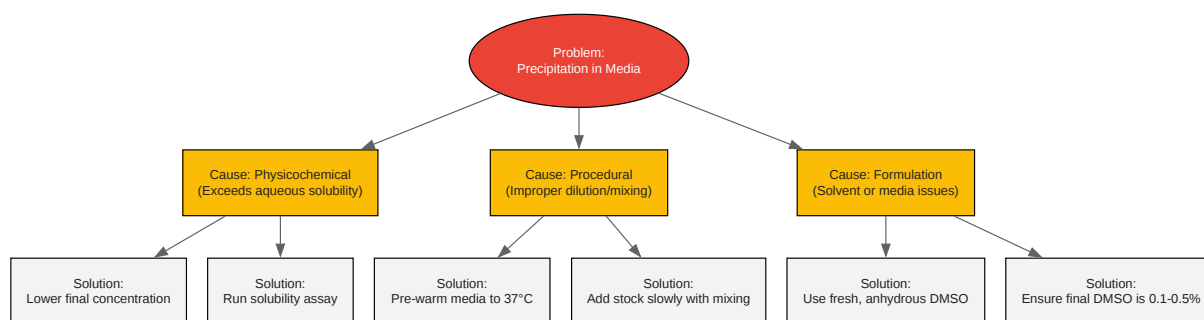 Problem:
Precipitation in Media
Cause: Physicochemical
(Exceeds aqueous solubility)
Cause: Procedural
(Improper dilution/mixing)
Cause: Formulation
(Solvent or media issues)
Solution:
Lower final concentration
Solution:
Run solubility assay
Solution:
Pre-warm media to 37°C
Solution:
Add stock slowly with mixing
Solution:
Use fresh, anhydrous DMSO
Solution:
Ensure final DMSO is 0.1-0.5%